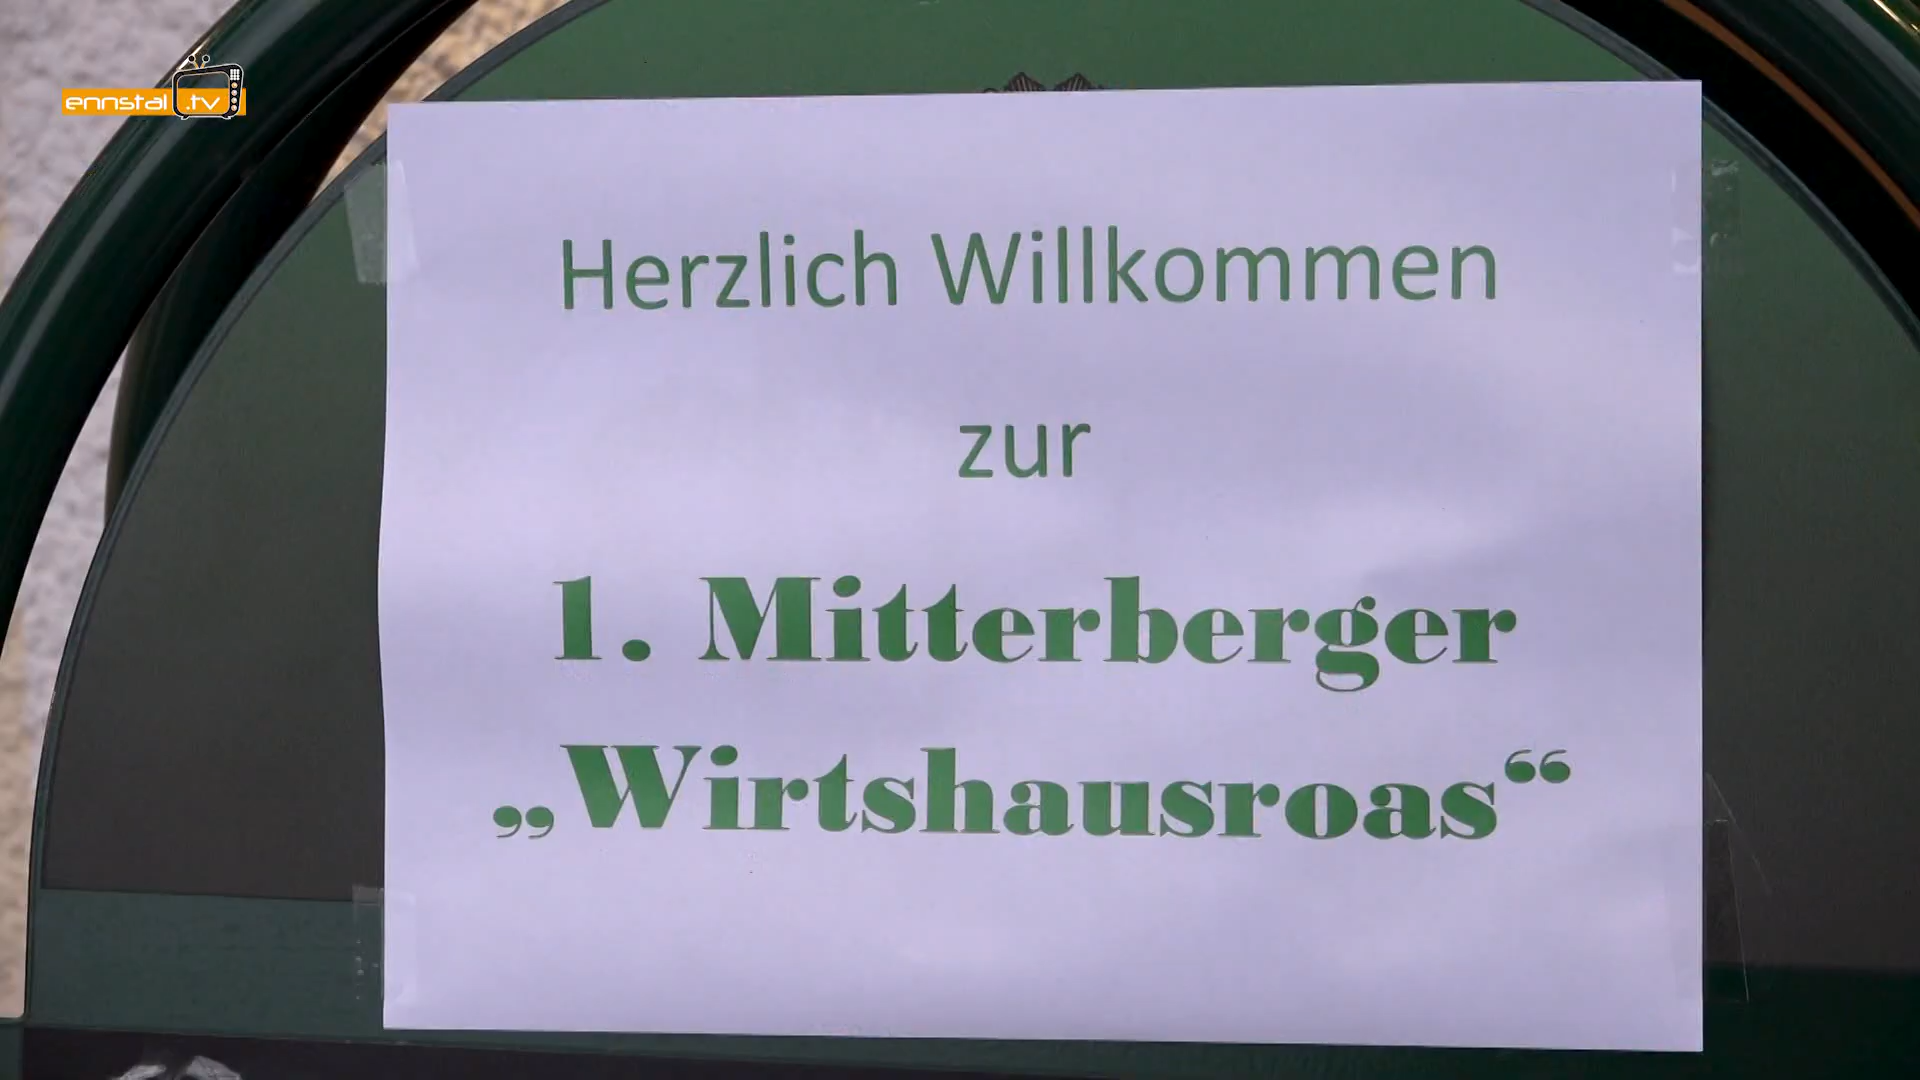 ennstal.tv
Herzlich Willkommen
zur
1. Mitterberger
„Wirtshausroas“